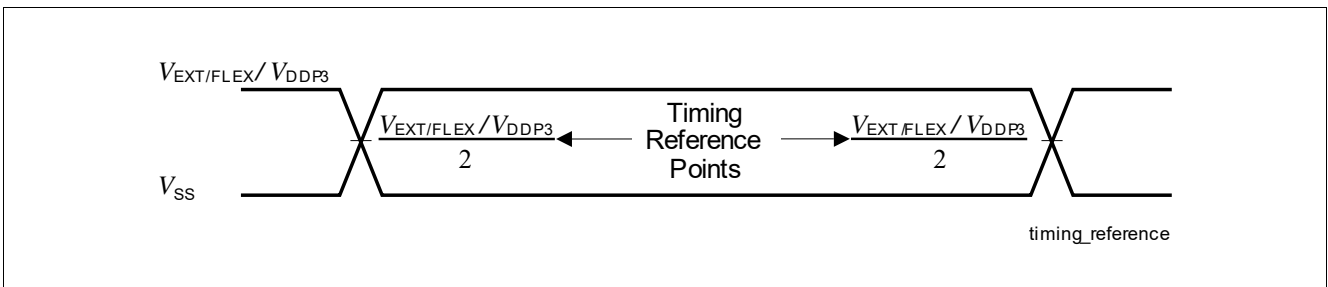 VEXT/FLEX/VDDP3
VEXT/FLEX/VDDP3
2
Timing
Reference
Points
VEXT/FLEX/VDDP3
2
VSS
timing_reference